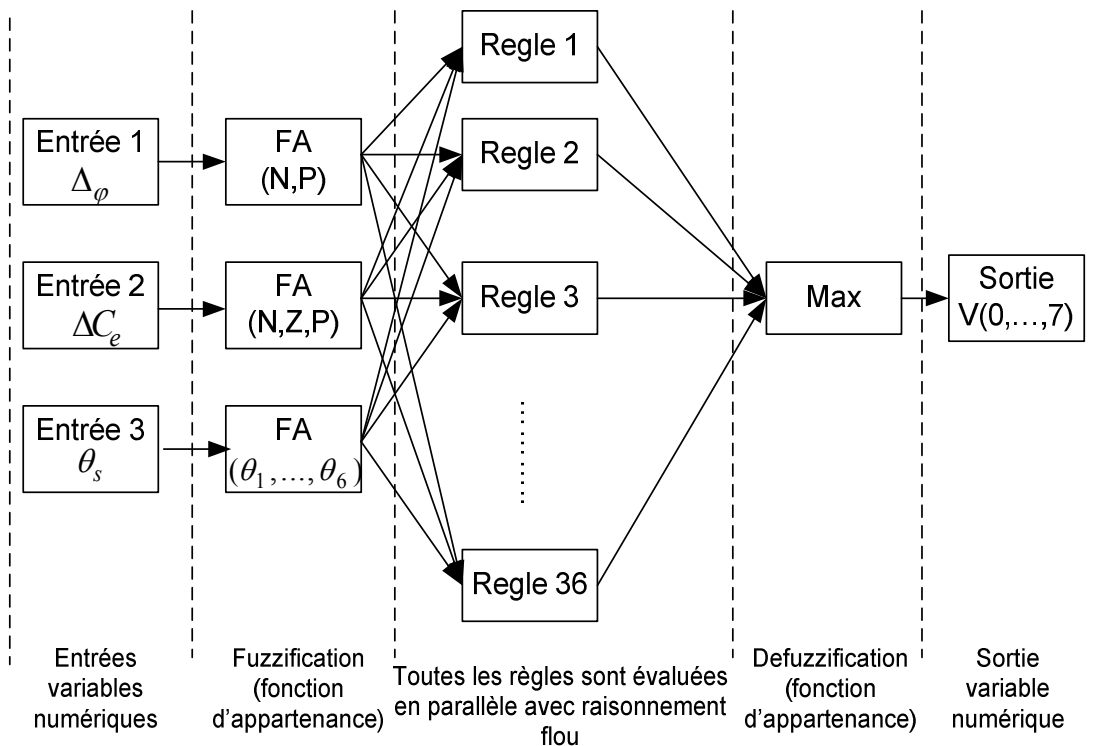 Regle 1
Entrée 1
Δφ
FA
(N,P)
Regle 2
Entrée 2
ΔCe
FA
(N,Z,P)
Regle 3
Max
Sortie
V(0,...,7)
Entrée 3
θs
FA
(θ1,...,θ6)
Regle 36
Entrées
variables
numériques
Fuzzification
(fonction
d'appartenance)
Toutes les règles sont évaluées
en parallèle avec raisonnement
flou
Defuzzification
(fonction
d'appartenance)
Sortie
variable
numérique